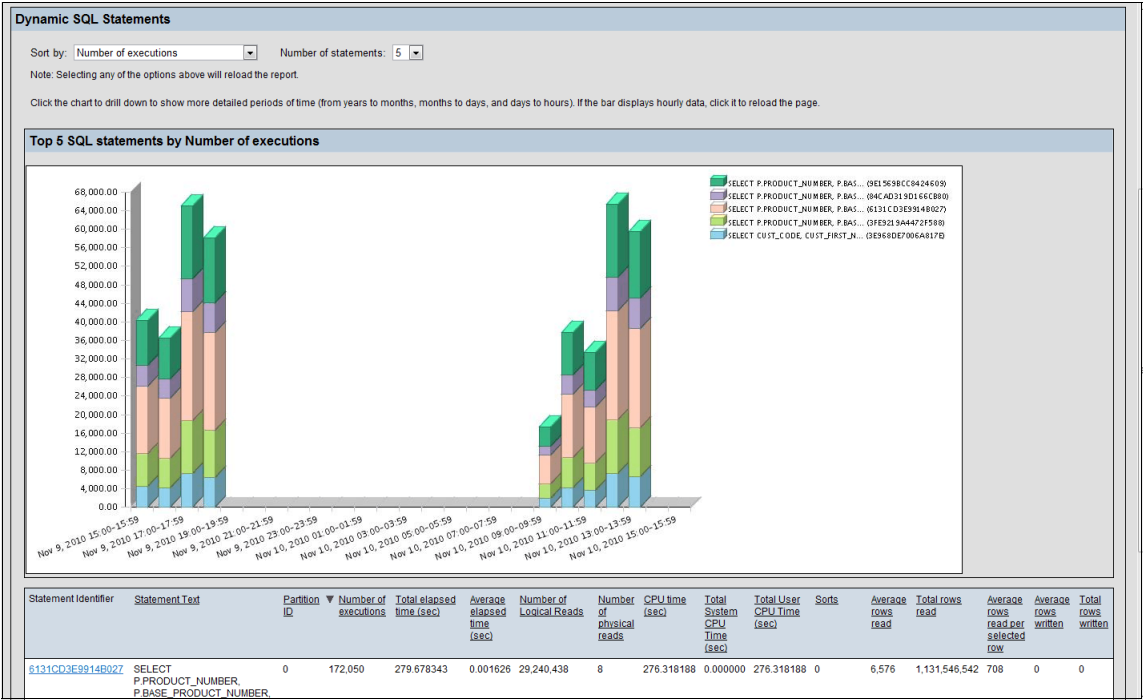 Dynamic SQL Statements
Sort by: Number of executions Number of statements: 5
Note: Selecting any of the options above will reload the report.
Click the chart to drill down to show more detailed periods of time (from years to months, months to days, and days to hours). If the bar displays hourly data, click it to reload the page.
Top 5 SQL statements by Number of executions
68,000.00
64,000.00
60,000.00
56,000.00
52,000.00
48,000.00
44,000.00
40,000.00
36,000.00
32,000.00
28,000.00
24,000.00
20,000.00
16,000.00
12,000.00
8,000.00
4,000.00
0.00
SELECT P.PRODUCT_NUMBER, P.BAS... (9E1569BCC8424609)
SELECT P.PRODUCT_NUMBER, P.BAS... (84CAD319D166CB80)
SELECT P.PRODUCT_NUMBER, P.BAS... (6131CD3E9914B027)
SELECT P.PRODUCT_NUMBER, P.BAS... (3FE9219A4472F588)
SELECT CUST_CODE, CUST_FIRST_N... (3E968DE7006A817E)
Nov 9, 2010 15:00-15:59
Nov 9, 2010 17:00-17:59
Nov 9, 2010 19:00-19:59
Nov 9, 2010 21:00-21:59
Nov 9, 2010 23:00-23:59
Nov 10, 2010 01:00-01:59
Nov 10, 2010 03:00-03:59
Nov 10, 2010 05:00-05:59
Nov 10, 2010 07:00-07:59
Nov 10, 2010 09:00-09:59
Nov 10, 2010 11:00-11:59
Nov 10, 2010 13:00-13:59
Nov 10, 2010 15:00-15:59
Statement Identifier Statement Text Partition ▼ Number of Total elapsed Average Number of Number CPU time Total Total User Sorts Average Total rows Average Average Total
ID executions time (sec) elapsed Logical Reads of (sec) System CPU Time rows read rows rows rows
time physical CPU (sec) read read per written written
(sec) reads Time selected
(sec) row
6131CD3E9914B027 SELECT 0 172,050 279.678343 0.001626 29,240,438 8 276.318188 0.000000 276.318188 0 6,576 1,131,546,542 708 0 0
P.PRODUCT_NUMBER,
P.BASE_PRODUCT_NUMBER,